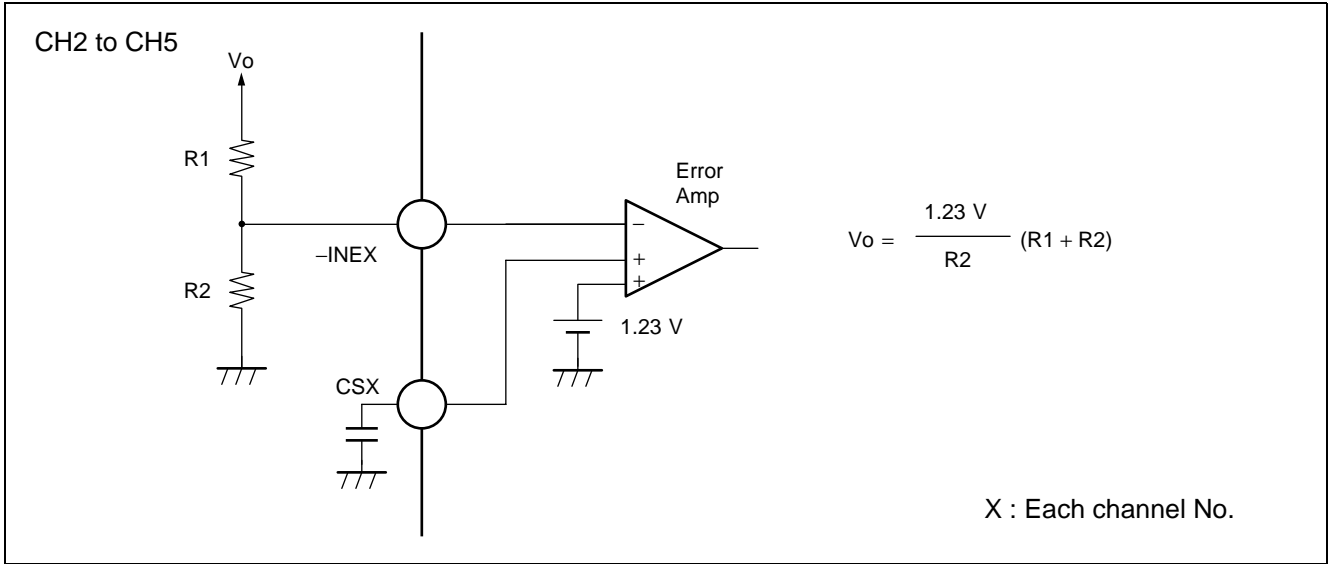 CH2 to CH5
Vo
R1
R2
−INEX
CSX
Error
Amp
−
+
+
1.23 V
Vo = 1.23 V / R2 (R1 + R2)
X : Each channel No.